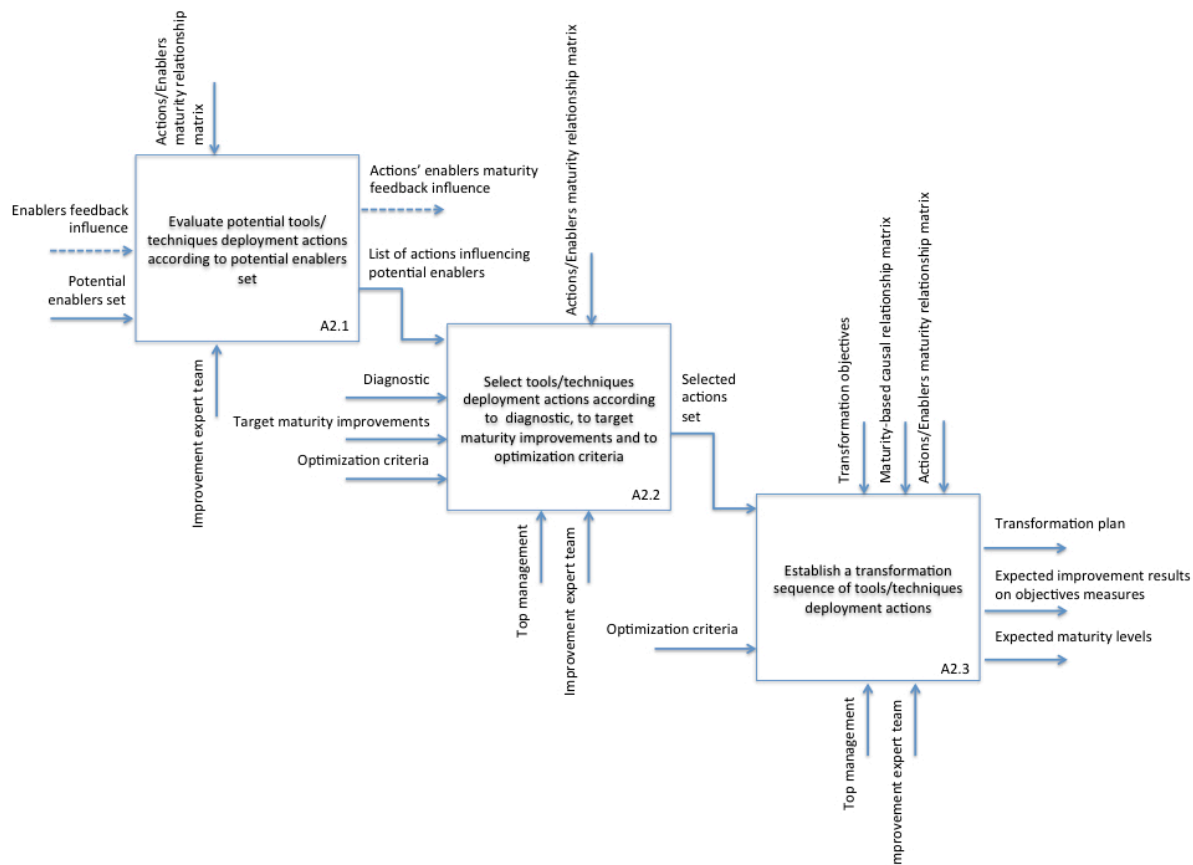 Actions/Enablers
maturity relationship
matrix
Enablers feedback
influence
Potential
enablers set
Evaluate potential tools/
techniques deployment actions
according to potential enablers
set
A2.1
Improvement expert team
Actions’ enablers maturity
feedback influence
List of actions influencing
potential enablers
Actions/Enablers maturity relationship matrix
Diagnostic
Target maturity improvements
Optimization criteria
Select tools/techniques
deployment actions according
to diagnostic, to target
maturity improvements and to
optimization criteria
A2.2
Top management
Improvement expert team
Selected
actions
set
Transformation objectives
Maturity-based causal relationship matrix
Actions/Enablers maturity relationship matrix
Optimization criteria
Establish a transformation
sequence of tools/techniques
deployment actions
A2.3
Top management
mprovement expert team
Transformation plan
Expected improvement results
on objectives measures
Expected maturity levels